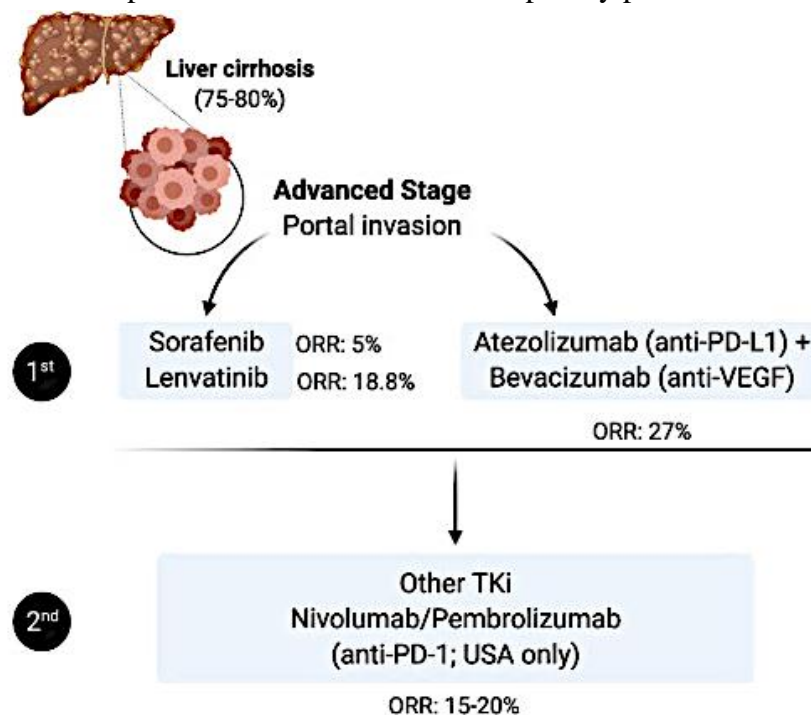 Liver cirrhosis
(75-80%)
Advanced Stage
Portal invasion
1st
Sorafenib ORR: 5%
Lenvatinib ORR: 18.8%
Atezolizumab (anti-PD-L1) +
Bevacizumab (anti-VEGF)
ORR: 27%
2nd
Other TKi
Nivolumab/Pembrolizumab
(anti-PD-1; USA only)
ORR: 15-20%